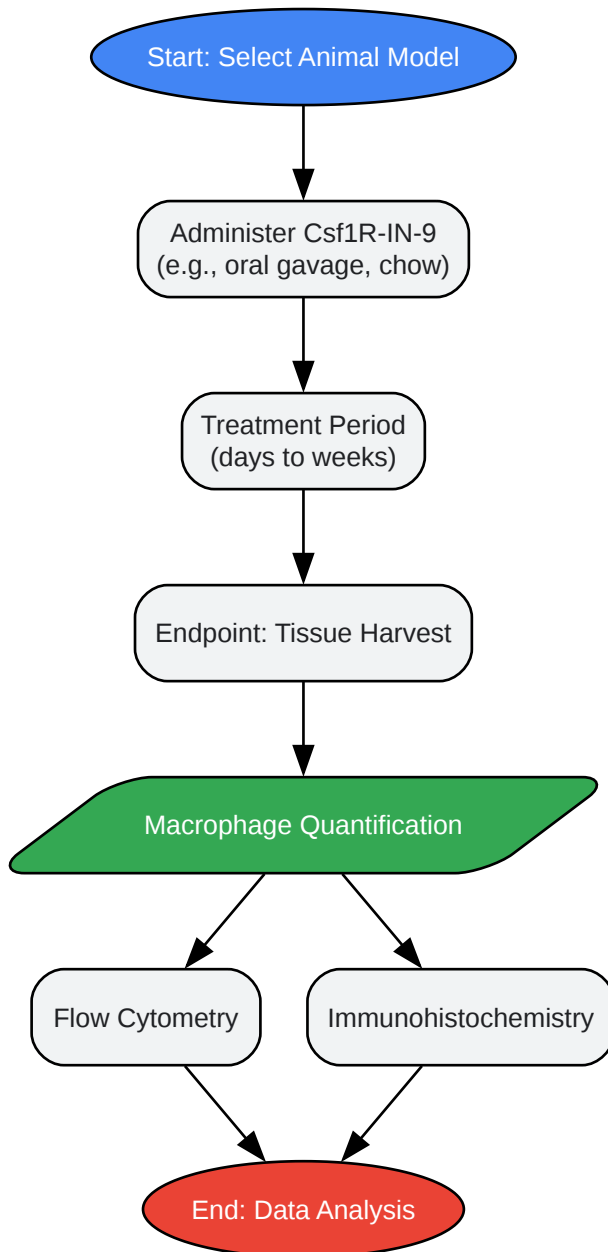 Start: Select Animal Model
Administer Csf1R-IN-9
(e.g., oral gavage, chow)
Treatment Period
(days to weeks)
Endpoint: Tissue Harvest
Macrophage Quantification
Flow Cytometry
Immunohistochemistry
End: Data Analysis